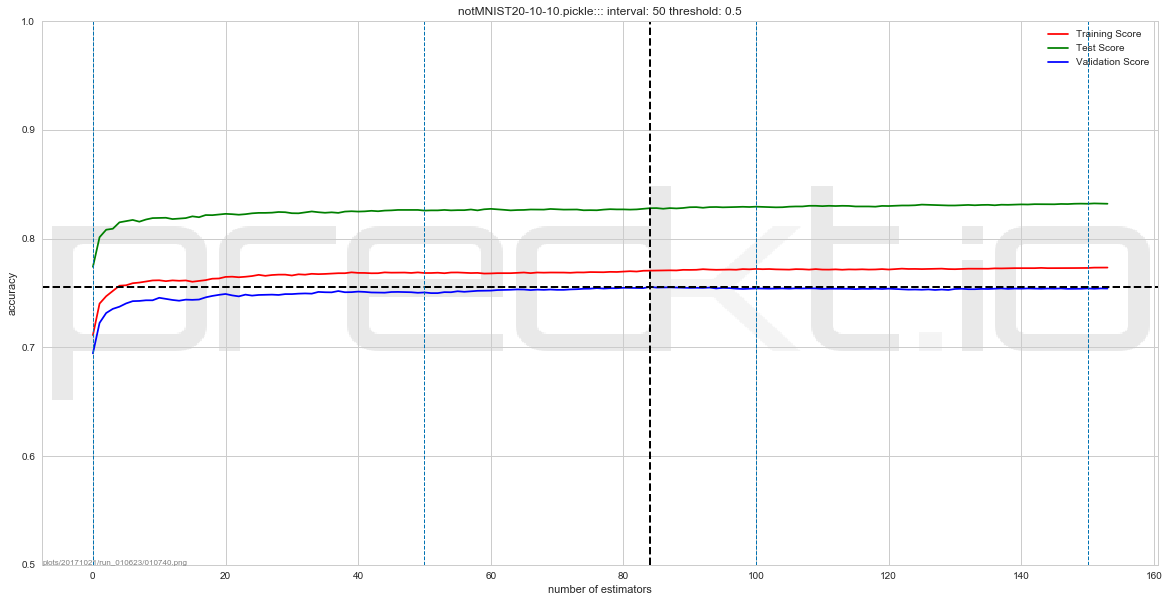 notMNIST20-10-10.pickle::: interval: 50 threshold: 0.5
Training Score
Test Score
Validation Score
accuracy
1.0
0.9
0.8
0.7
0.6
0.5
preckt.io
plots/20171021/run_010623/010740.png
0 20 40 60 80 100 120 140 160
number of estimators